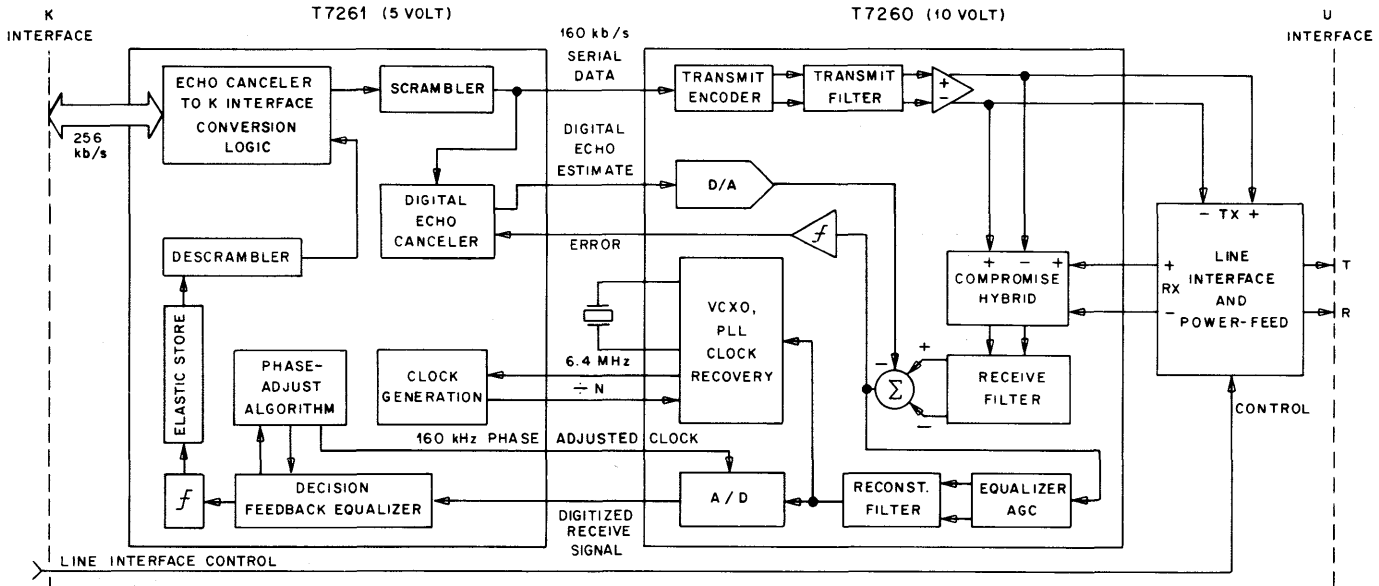 K
INTERFACE
T7261 (5 VOLT)
T7260 (10 VOLT)
U
INTERFACE
160 kb/s
SERIAL
DATA
ECHO CANCELER
TO K INTERFACE
CONVERSION
LOGIC
SCRAMBLER
TRANSMIT
ENCODER
TRANSMIT
FILTER
+
−
256
kb/s
DIGITAL
ECHO
ESTIMATE
DIGITAL
ECHO
CANCELER
D/A
ERROR
f
− TX +
LINE
INTERFACE
AND
POWER-FEED
+
RX
−
T
R
+ − +
COMPROMISE
HYBRID
−
DESCRAMBLER
ELASTIC STORE
VCXO,
PLL
CLOCK
RECOVERY
6.4 MHz
÷ N
PHASE-
ADJUST
ALGORITHM
CLOCK
GENERATION
− Σ + −
RECEIVE
FILTER
CONTROL
160 kHz PHASE ADJUSTED CLOCK
f
DECISION
FEEDBACK EQUALIZER
A/D
RECONST.
FILTER
EQUALIZER
AGC
DIGITIZED
RECEIVE
SIGNAL
LINE INTERFACE CONTROL